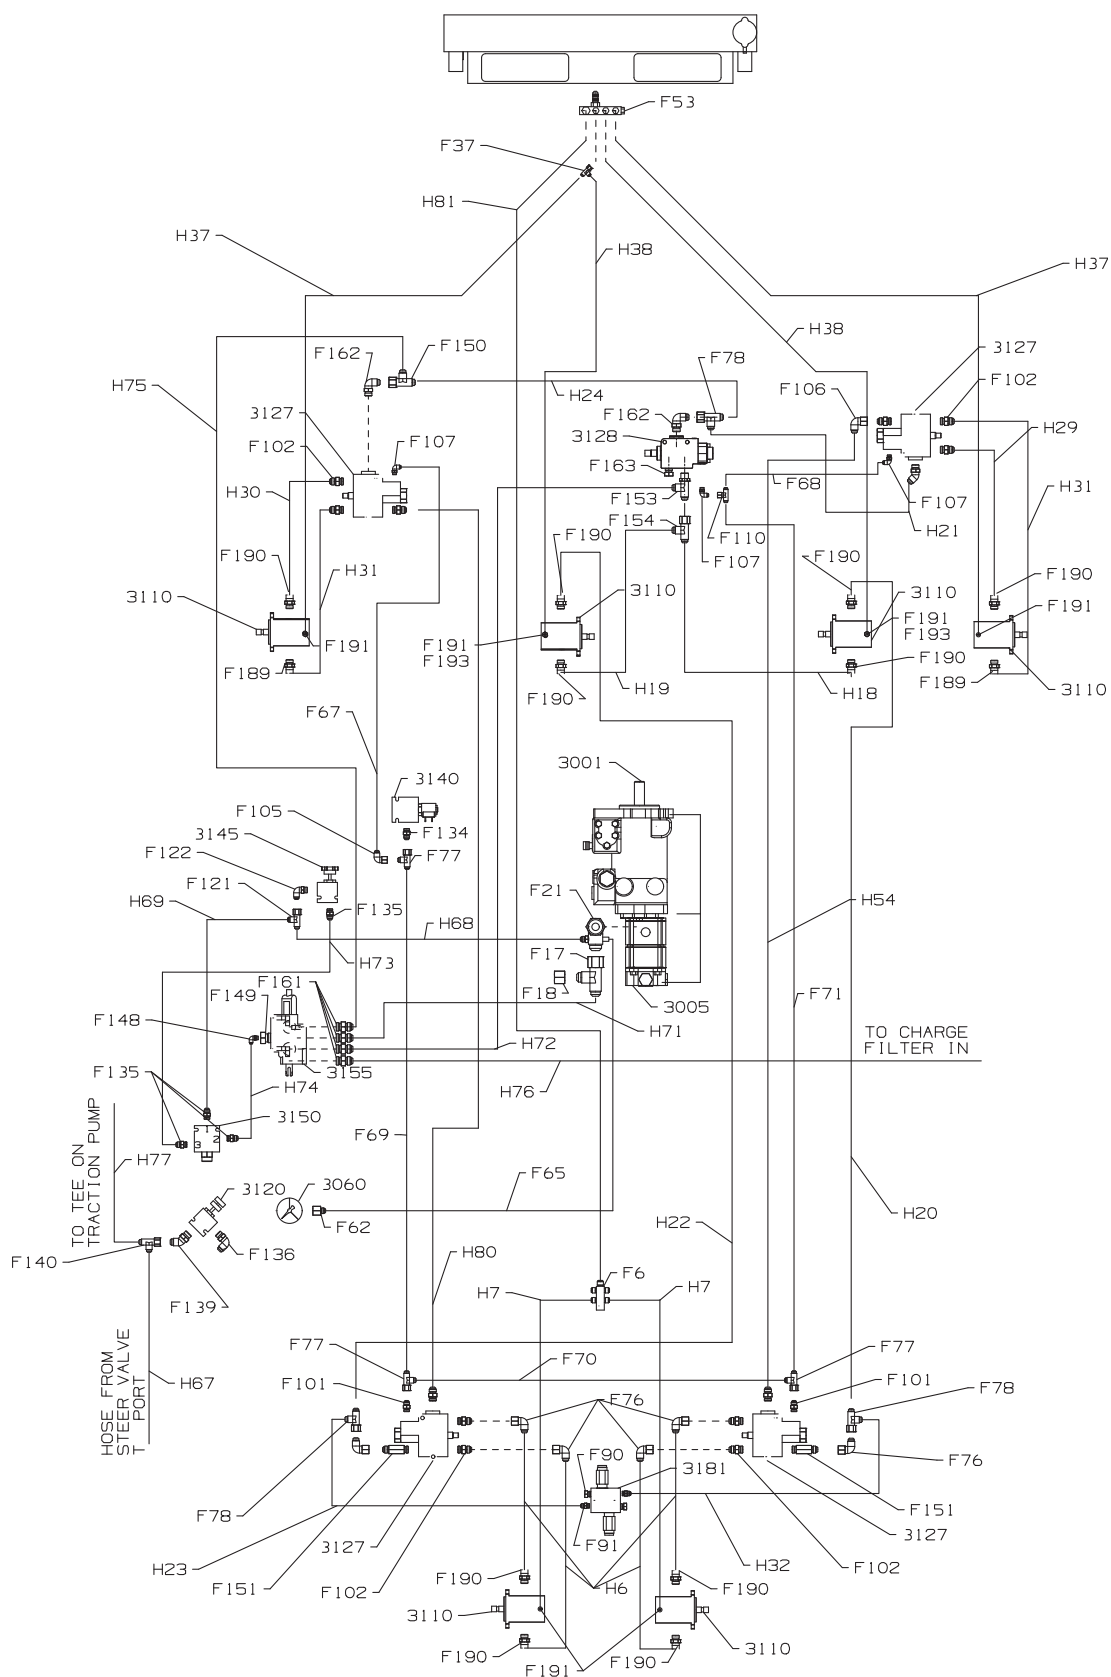 F53
F37
H81
H37
H38
H37
H38
F150
F162
F78
3127
H75
H24
F106
F102
3127
F162
F102
F107
3128
H29
F163
F68
H30
F153
F107
H31
F154
F110
H21
F190
F190
F107
F190
H31
F190
3110
3110
3110
F191
F191
F191
F193
F191
F193
F190
F189
H19
H18
F189
3110
F190
F67
3001
3140
F105
F134
3145
F77
F122
F121
F21
H69
F135
H54
H68
F17
H73
F161
F149
F18
F71
3005
F148
H71
TO CHARGE
FILTER IN
H72
F135
3155
H74
H76
3150
1
2
3
F69
TO TEE ON
TRACTION PUMP
H77
F65
3120
3060
H20
H22
F62
F136
F140
H80
F6
F139
H7
H7
HOSE FROM
STEER VALVE
T PORT
F77
F77
F70
H67
F101
F101
F76
F78
F90
3181
F76
F78
F151
F91
3127
3127
H23
H32
F102
F151
F102
F190
F190
H6
3110
3110
F190
F191
F190